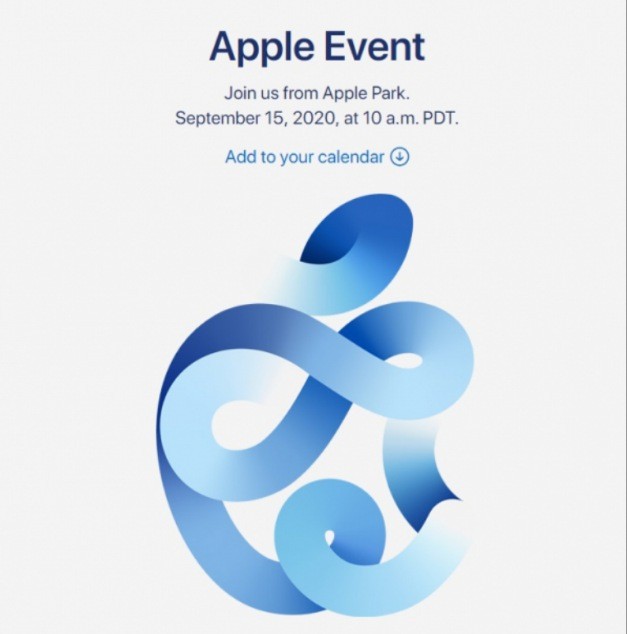 Apple Event
Join us from Apple Park.
September 15, 2020, at 10 a.m. PDT.
Add to your calendar